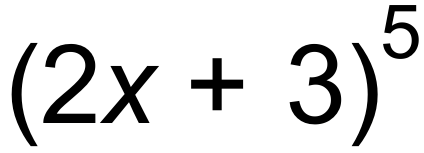 (2x + 3)⁵